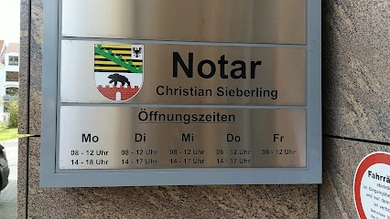 Notar
Christian Sieberling
Öffnungszeiten
Mo Di Mi Do Fr
08 - 12 Uhr 08 - 12 Uhr 08 - 12 Uhr 08 - 12 Uhr 08 - 12 Uhr
14 - 18 Uhr 14 - 17 Uhr 14 - 17 Uhr 14 - 17 Uhr
Fahrrä